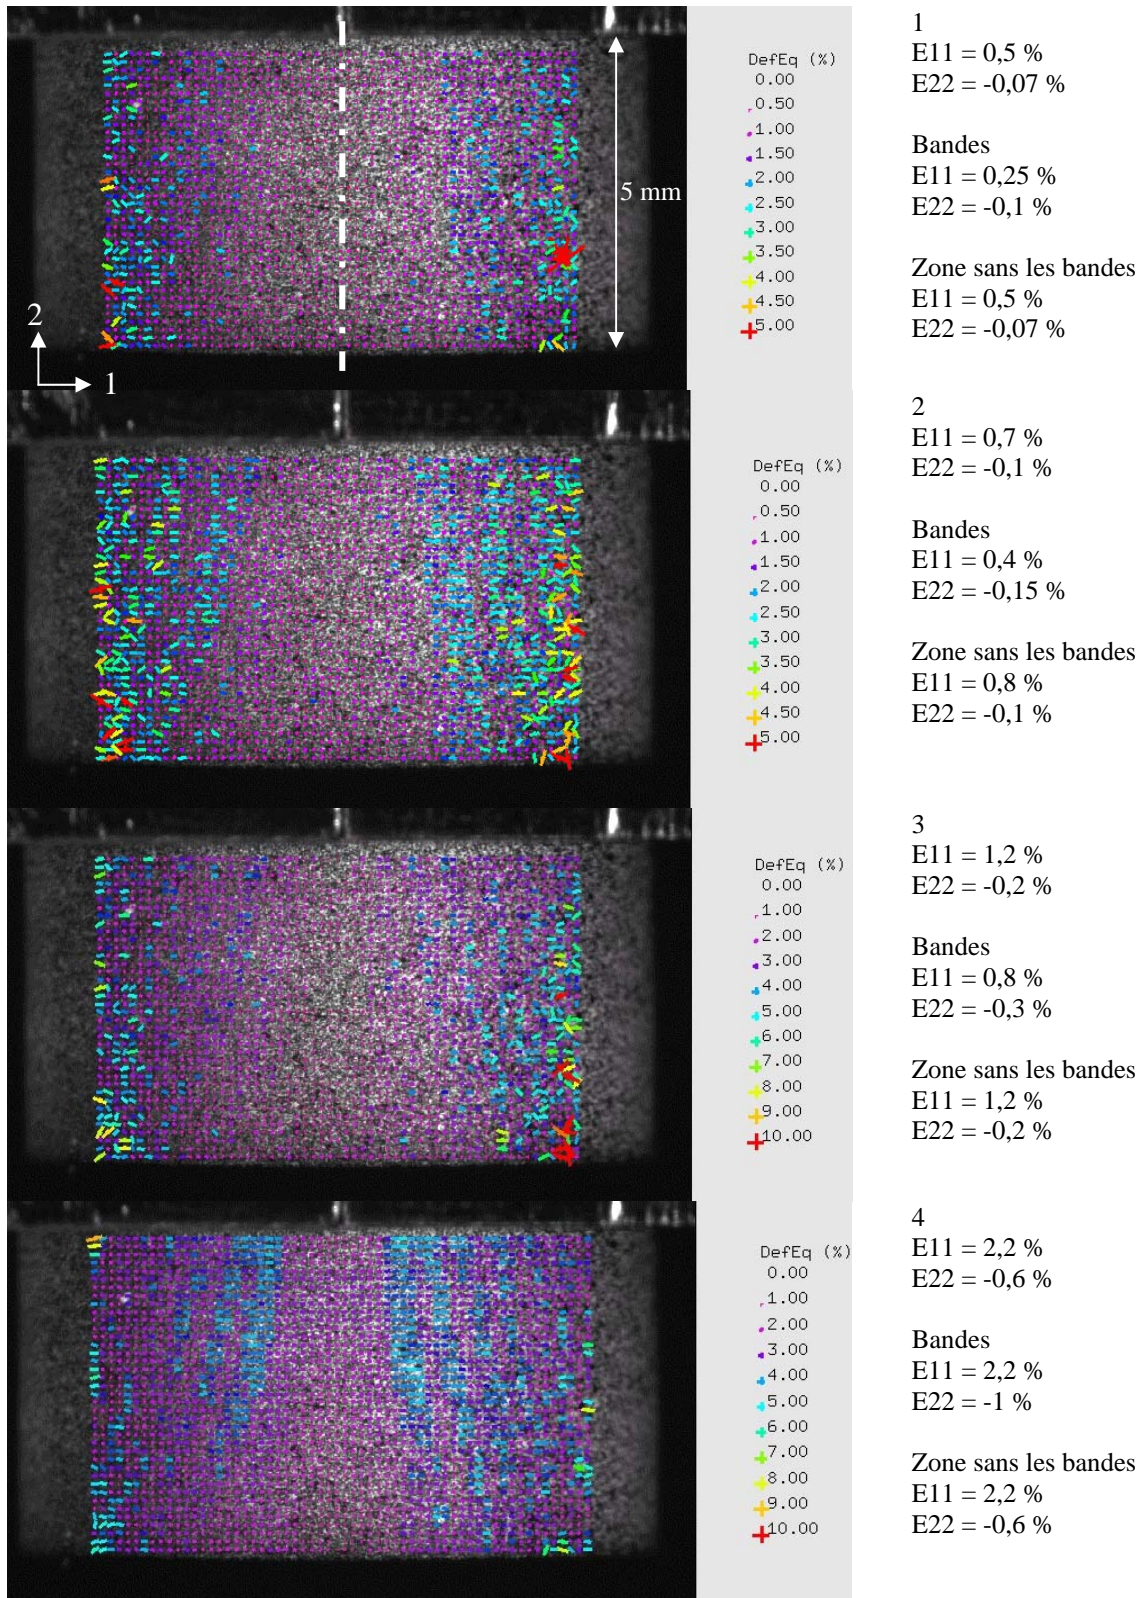 DefEq (%)
0.00
0.50
1.00
1.50
2.00
2.50
3.00
3.50
4.00
4.50
5.00
5 mm
2
1
1
E11 = 0,5 %
E22 = -0,07 %
Bandes
E11 = 0,25 %
E22 = -0,1 %
Zone sans les bandes
E11 = 0,5 %
E22 = -0,07 %
DefEq (%)
0.00
0.50
1.00
1.50
2.00
2.50
3.00
3.50
4.00
4.50
5.00
2
E11 = 0,7 %
E22 = -0,1 %
Bandes
E11 = 0,4 %
E22 = -0,15 %
Zone sans les bandes
E11 = 0,8 %
E22 = -0,1 %
DefEq (%)
0.00
1.00
2.00
3.00
4.00
5.00
6.00
7.00
8.00
9.00
10.00
3
E11 = 1,2 %
E22 = -0,2 %
Bandes
E11 = 0,8 %
E22 = -0,3 %
Zone sans les bandes
E11 = 1,2 %
E22 = -0,2 %
DefEq (%)
0.00
1.00
2.00
3.00
4.00
5.00
6.00
7.00
8.00
9.00
10.00
4
E11 = 2,2 %
E22 = -0,6 %
Bandes
E11 = 2,2 %
E22 = -1 %
Zone sans les bandes
E11 = 2,2 %
E22 = -0,6 %